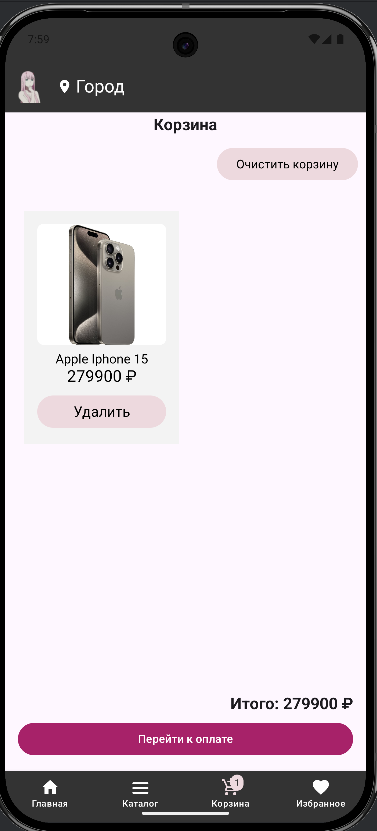 7:59
Город
Корзина
Очистить корзину
Apple Iphone 15
279900 ₽
Удалить
Итого: 279900 ₽
Перейти к оплате
1
Главная Каталог Корзина Избранное